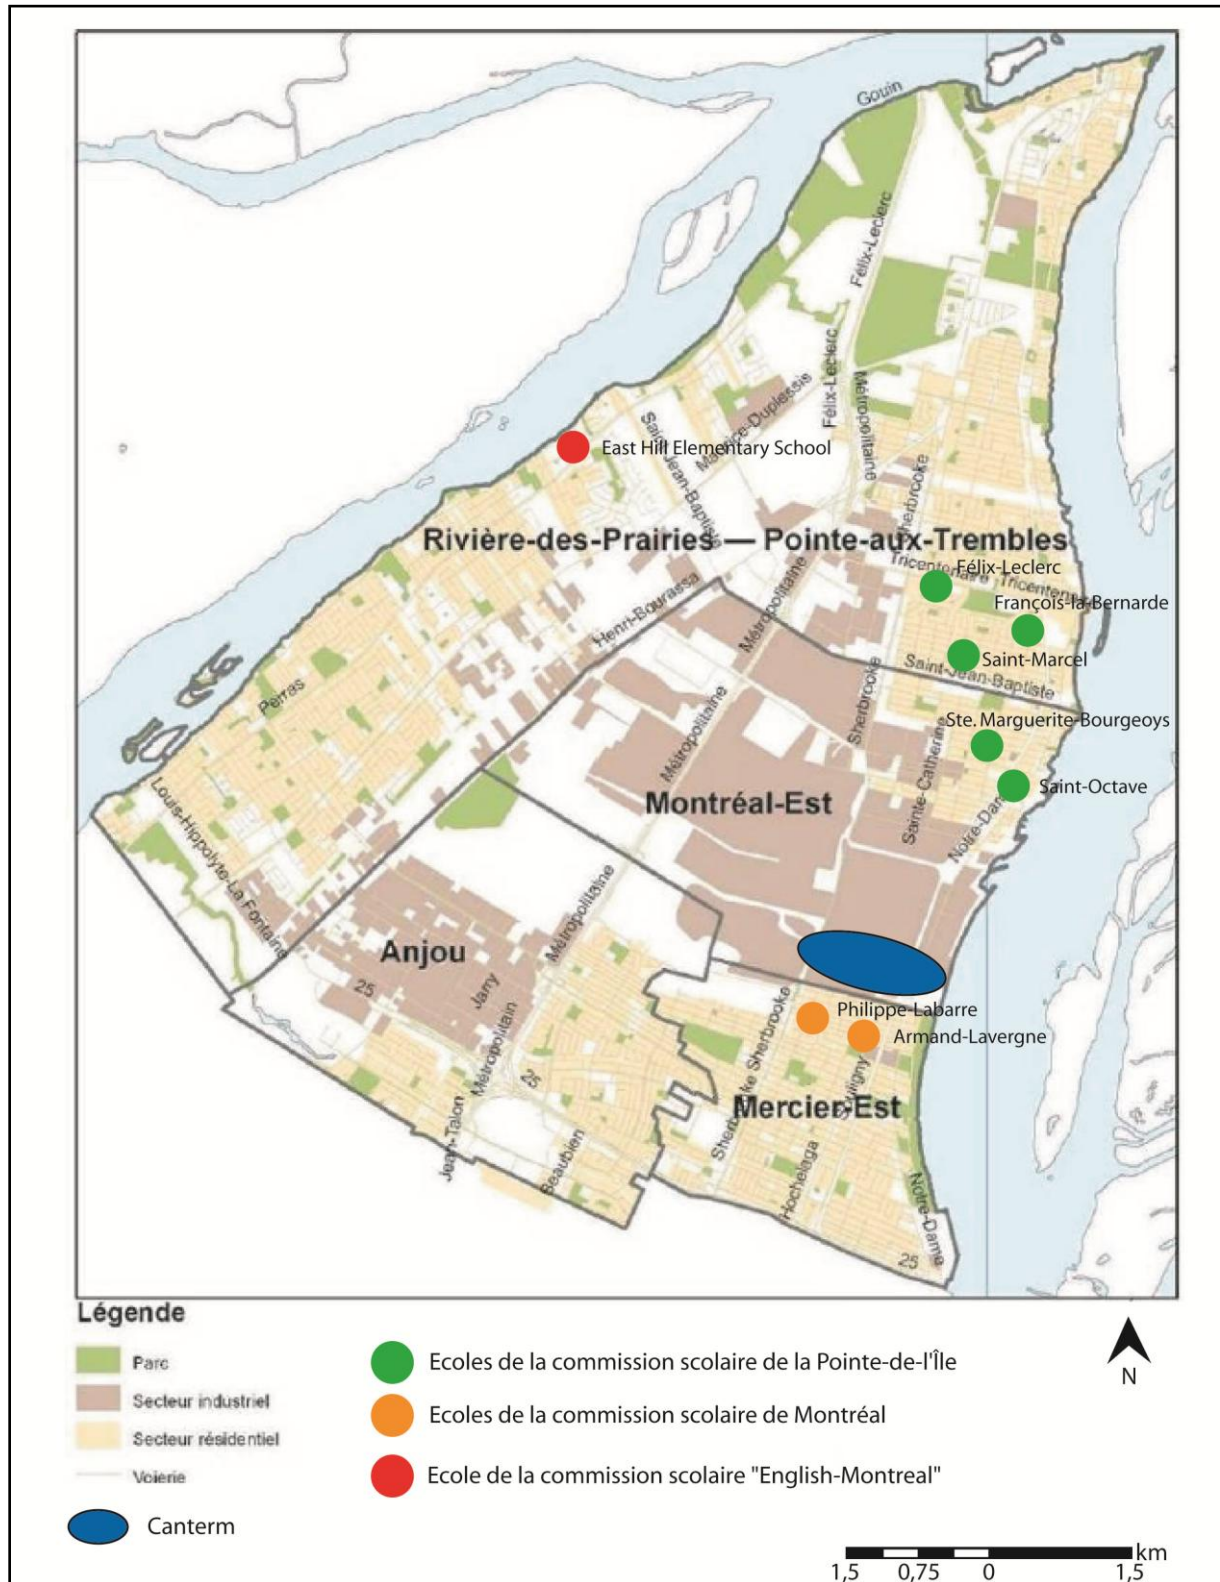 Gouin
Félix-Leclerc
Félix-Leclerc
Métropolitaine
Maurice-Duplessis
Saint-Jean-Baptiste
East Hill Elementary School
Sherbrooke
Rivière-des-Prairies — Pointe-aux-Trembles
Tricentenaire
Félix-Leclerc
François-la-Bernarde
Henri-Bourassa
Métropolitaine
Saint-Marcel
Saint-Jean-Baptiste
Perras
Sherbrooke
Métropolitaine
Ste. Marguerite-Bourgeoys
Sainte-Catherine
Saint-Octave
Montréal-Est
Notre-Dame
Louis-Hippolyte-La Fontaine
Métropolitaine
Anjou
25
Jarry
Métropolitain
Philippe-Labarre
Armand-Lavergne
Sherbrooke
Sherbrooke
Souligny
25
Mercier-Est
Jean-Talon
Beaubien
Hochelaga
Notre-Dame
25
Légende
Parc
Secteur industriel
Secteur résidentiel
Voierie
Canterm
Ecoles de la commission scolaire de la Pointe-de-l'Île
Ecoles de la commission scolaire de Montréal
Ecole de la commission scolaire "English-Montreal"
N
km
1,5 0,75 0 1,5